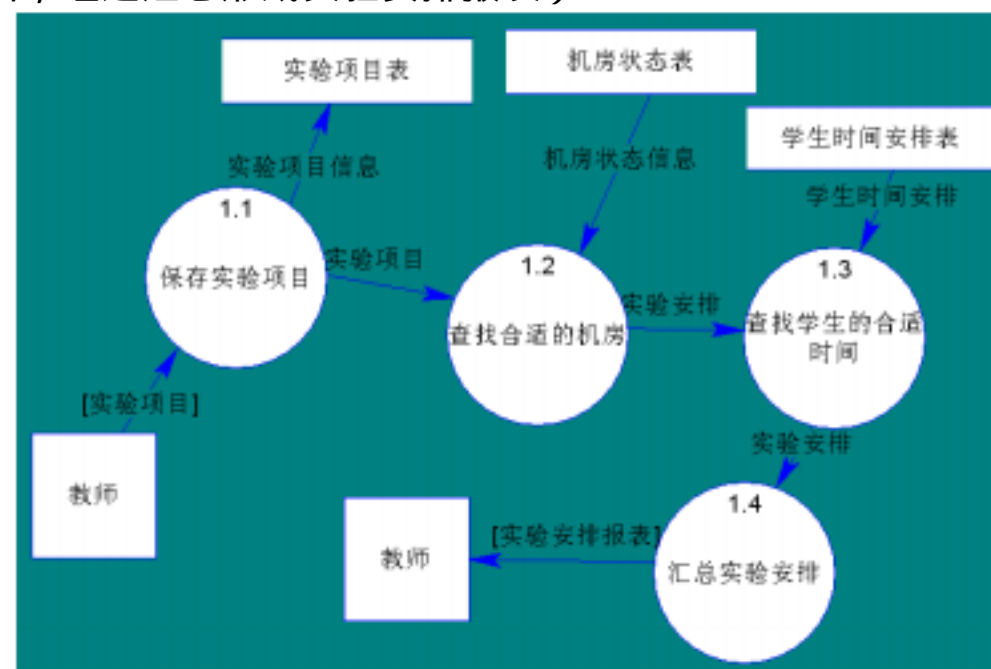 实验项目表
机房状态表
学生时间安排表
实验项目信息
机房状态信息
学生时间安排
1.1
保存实验项目
实验项目
1.2
查找合适的机房
实验安排
1.3
查找学生的合适
时间
[实验项目]
教师
实验安排
1.4
汇总实验安排
[实验安排报表]
教师